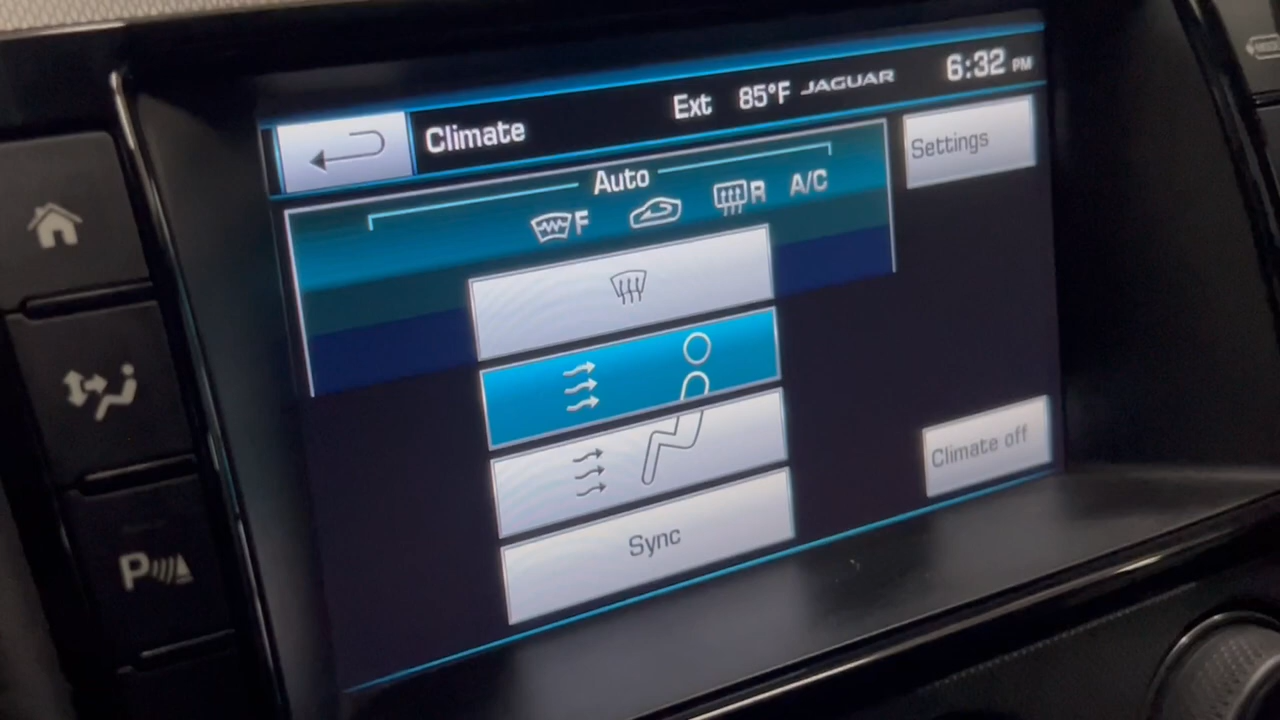 Climate
Ext 85°F JAGUAR 6:32 PM
Settings
Auto
F R A/C
Climate off
Sync
P